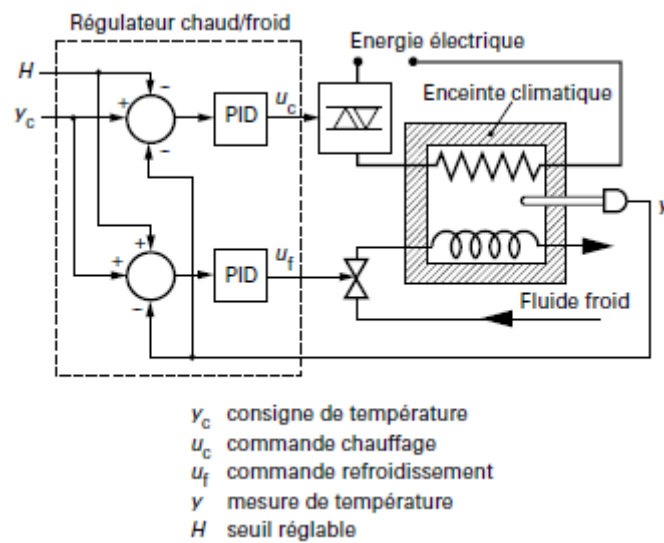 Régulateur chaud/froid
Energie électrique
H
Enceinte climatique
y_c
+
−
−
PID
u_c
y
+
+
−
PID
u_f
Fluide froid
y_c consigne de température
u_c commande chauffage
u_f commande refroidissement
y mesure de température
H seuil réglable